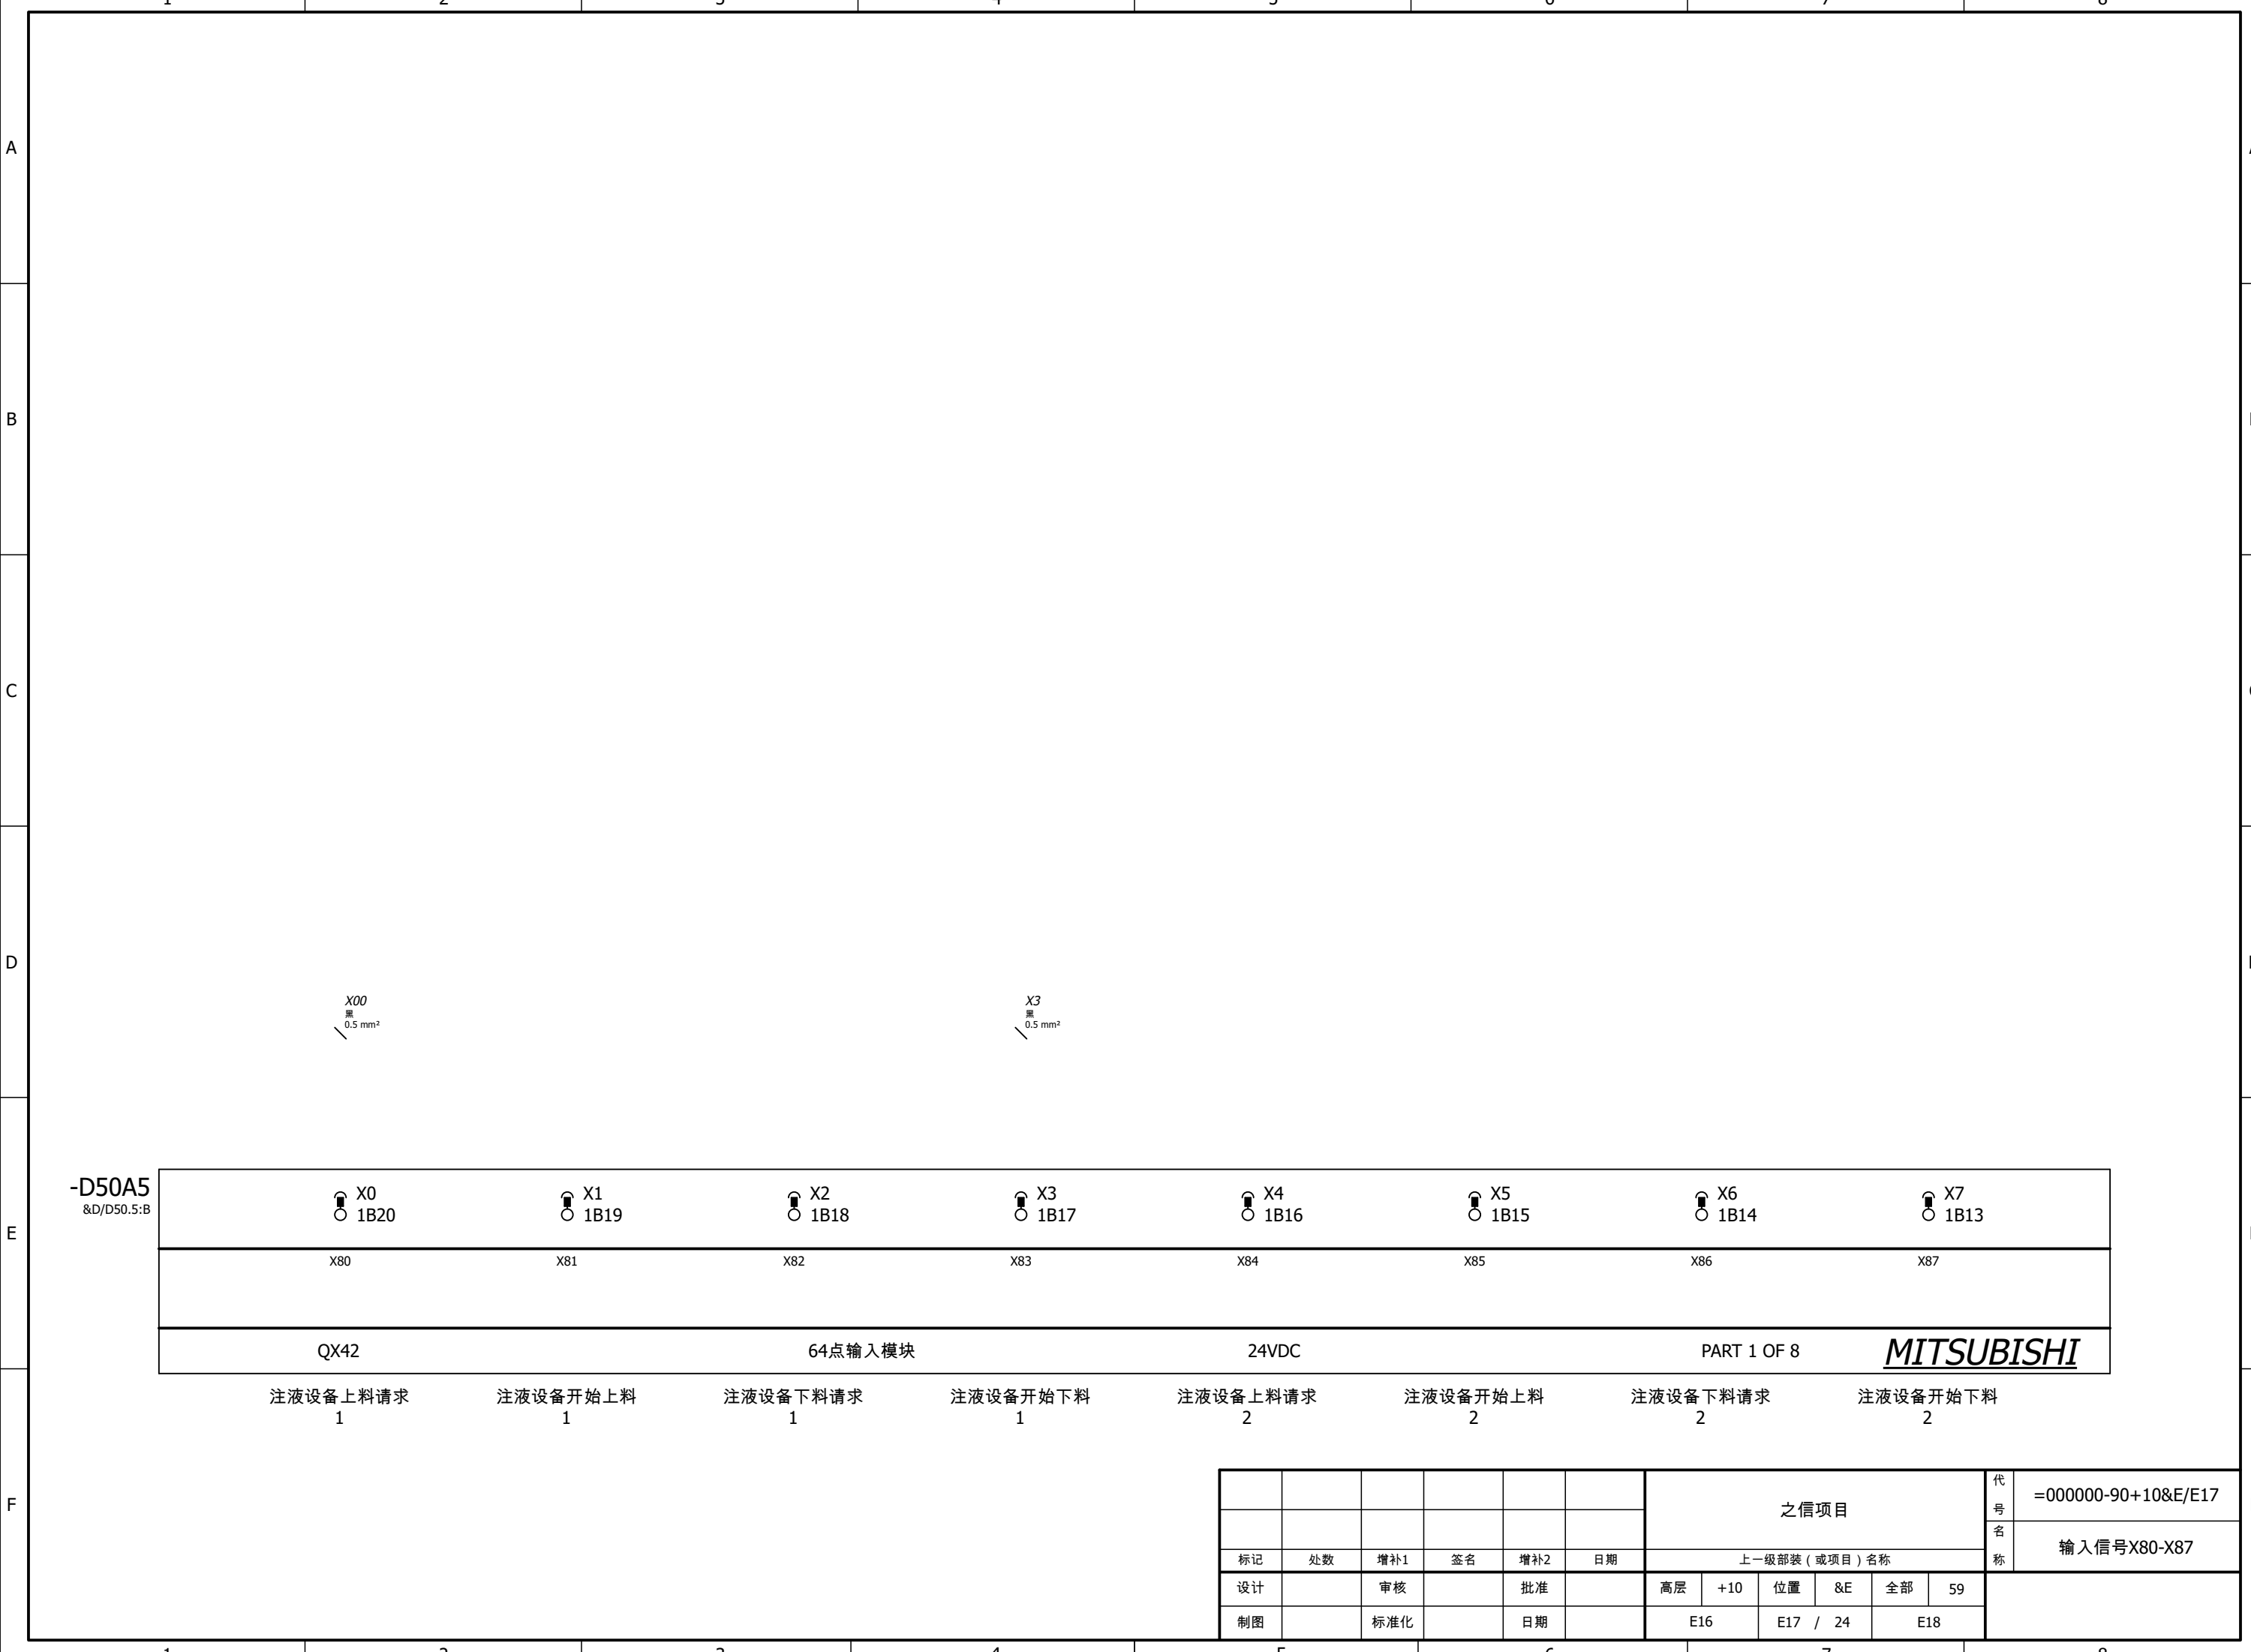 1 2 3 4 5 6 7 8
A
B
C
D
X00 X3
黑 黑
0.5 mm² 0.5 mm²
-D50A5
&D/D50.5:B
X0 X1 X2 X3 X4 X5 X6 X7
1B20 1B19 1B18 1B17 1B16 1B15 1B14 1B13
E
X80 X81 X82 X83 X84 X85 X86 X87
QX42 64点输入模块 24VDC PART 1 OF 8 MITSUBISHI
注液设备上料请求 注液设备开始上料 注液设备下料请求 注液设备开始下料 注液设备上料请求 注液设备开始上料 注液设备下料请求 注液设备开始下料
1 1 1 1 2 2 2 2
F
之信项目
代号 =000000-90+10&E/E17
名称 输入信号X80-X87
标记 处数 增补1 签名 增补2 日期 上一级部装（或项目）名称
设计 审核 批准 高层 +10 位置 &E 全部 59
制图 标准化 日期 E16 E17 / 24 E18